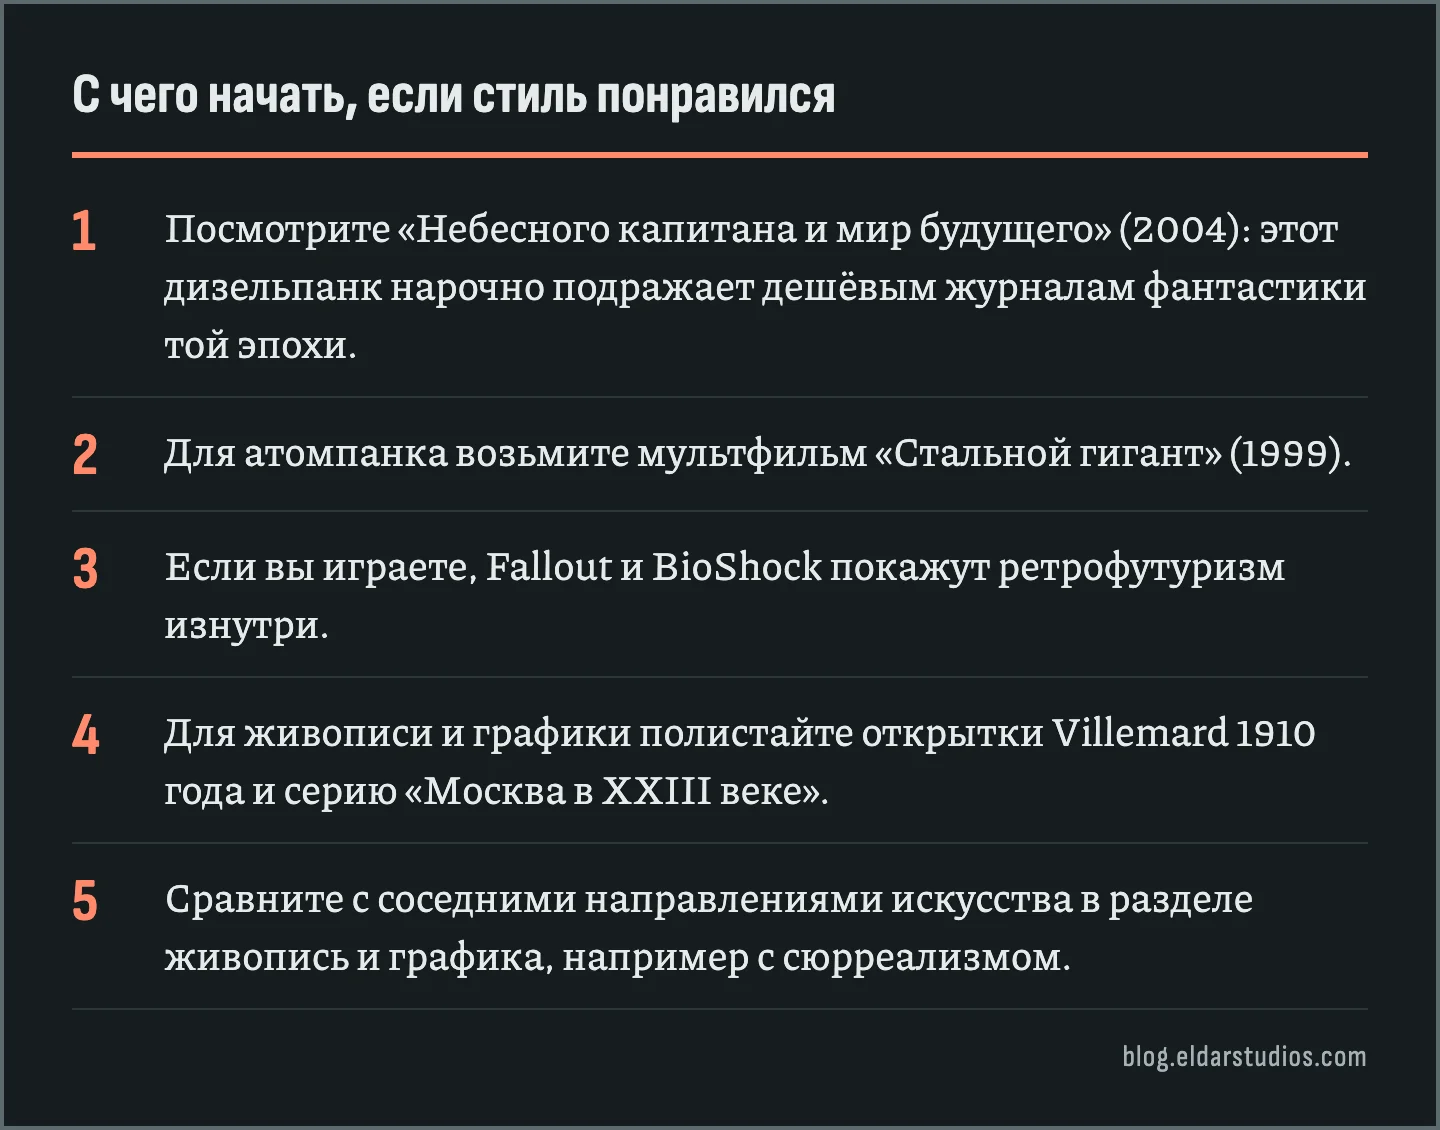 С чего начать, если стиль понравился
1 Посмотрите «Небесного капитана и мир будущего» (2004): этот
дизельпанк нарочно подражает дешёвым журналам фантастики
той эпохи.
2 Для атомпанка возьмите мультфильм «Стальной гигант» (1999).
3 Если вы играете, Fallout и BioShock покажут ретрофутуризм
изнутри.
4 Для живописи и графики полистайте открытки Villemard 1910
года и серию «Москва в XXIII веке».
5 Сравните с соседними направлениями искусства в разделе
живопись и графика, например с сюрреализмом.
blog.eldarstudios.com